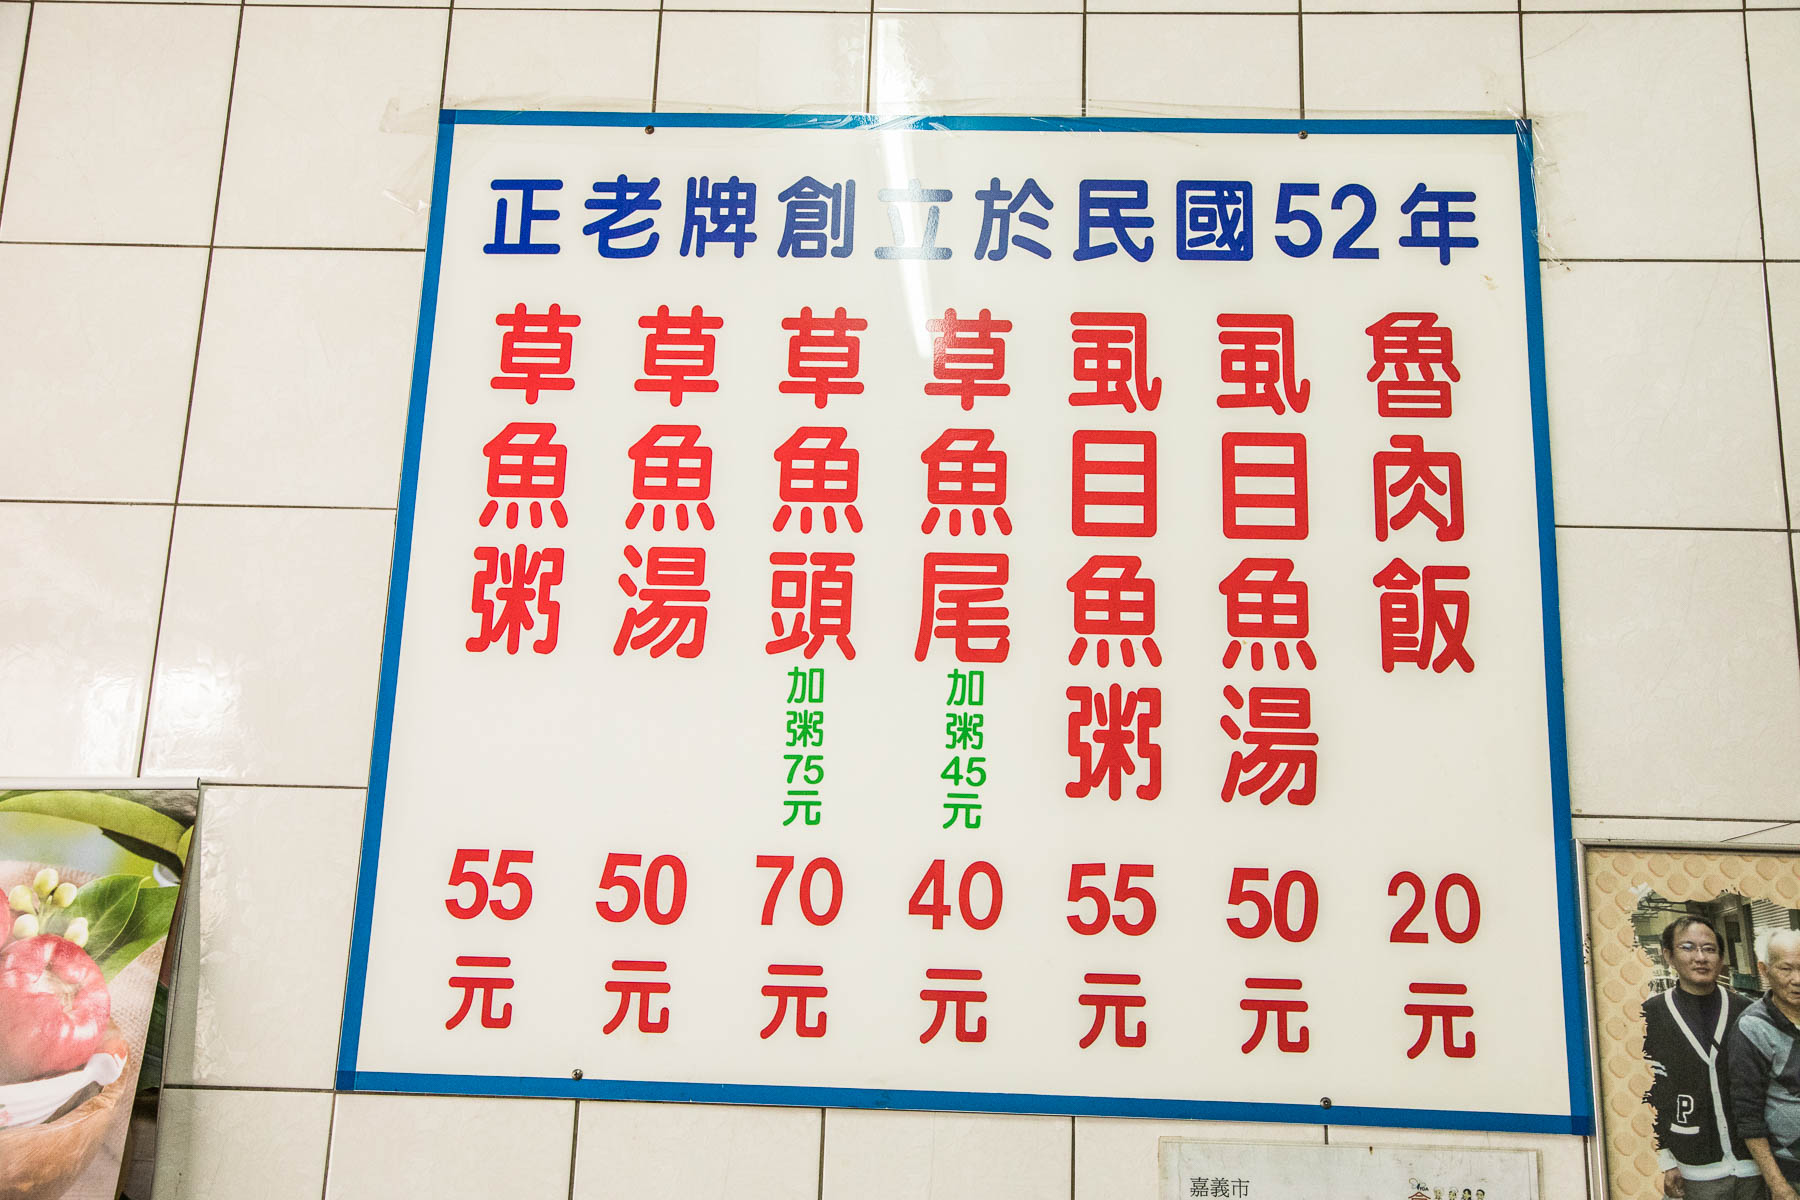 正老牌創立於民國52年
草魚粥 55元
草魚湯 50元
草魚頭 加粥75元 70元
草魚尾 加粥45元 40元
虱目魚粥 55元
虱目魚湯 50元
魯肉飯 20元
嘉義市
P